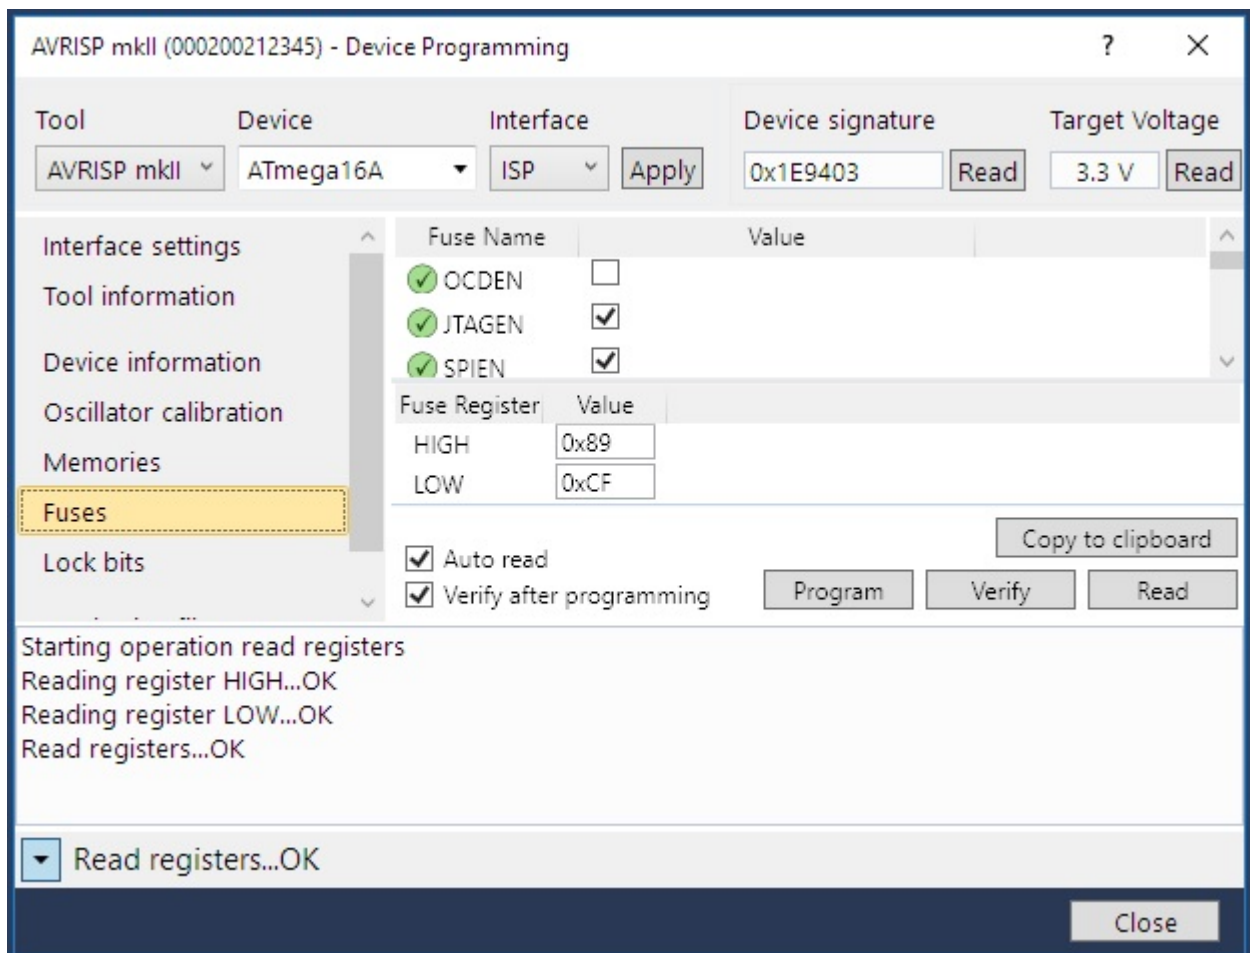 AVRISP mkII (000200212345) - Device Programming ?
Tool Device Interface Device signature Target Voltage
AVRISP mkII ATmega16A ISP Apply 0x1E9403 Read 3.3 V Read
Interface settings
Tool information
Device information
Oscillator calibration
Memories
Fuses
Lock bits
Fuse Name Value
OCDEN
JTAGEN
SPIEN
Fuse Register Value
HIGH 0x89
LOW 0xCF
Copy to clipboard
Auto read
Verify after programming
Program Verify Read
Starting operation read registers
Reading register HIGH...OK
Reading register LOW...OK
Read registers...OK
Read registers...OK
Close